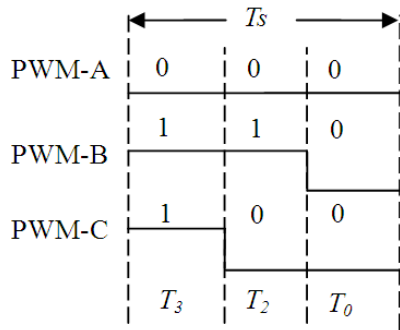 Ts
PWM-A 0 0 0
PWM-B 1 1 0
PWM-C 1 0 0
T3 T2 T0